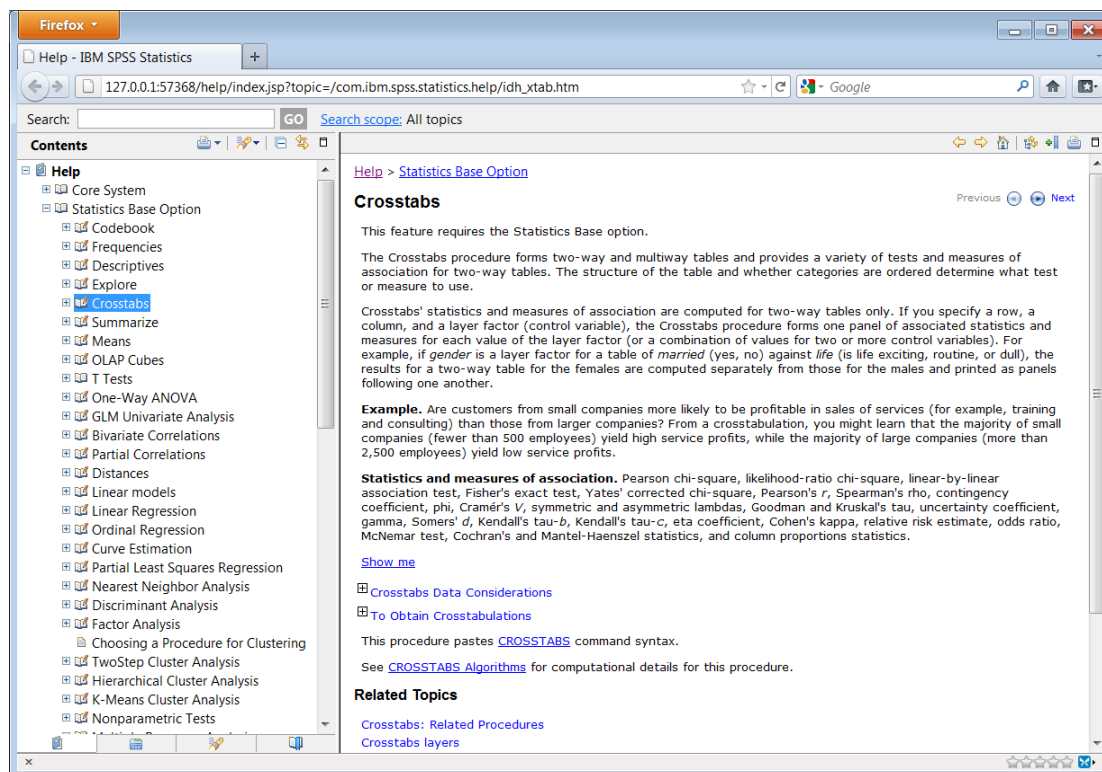 Firefox
Help - IBM SPSS Statistics
127.0.0.1:57368/help/index.jsp?topic=/com.ibm.spss.statistics.help/idh_xtab.htm
Google
Search:
GO
Search scope: All topics
Contents
Help
Core System
Statistics Base Option
Codebook
Frequencies
Descriptives
Explore
Crosstabs
Summarize
Means
OLAP Cubes
T Tests
One-Way ANOVA
GLM Univariate Analysis
Bivariate Correlations
Partial Correlations
Distances
Linear models
Linear Regression
Ordinal Regression
Curve Estimation
Partial Least Squares Regression
Nearest Neighbor Analysis
Discriminant Analysis
Factor Analysis
Choosing a Procedure for Clustering
TwoStep Cluster Analysis
Hierarchical Cluster Analysis
K-Means Cluster Analysis
Nonparametric Tests
Help > Statistics Base Option
Crosstabs
Previous
Next
This feature requires the Statistics Base option.
The Crosstabs procedure forms two-way and multiway tables and provides a variety of tests and measures of
association for two-way tables. The structure of the table and whether categories are ordered determine what test
or measure to use.
Crosstabs' statistics and measures of association are computed for two-way tables only. If you specify a row, a
column, and a layer factor (control variable), the Crosstabs procedure forms one panel of associated statistics and
measures for each value of the layer factor (or a combination of values for two or more control variables). For
example, if gender is a layer factor for a table of married (yes, no) against life (is life exciting, routine, or dull), the
results for a two-way table for the females are computed separately from those for the males and printed as panels
following one another.
Example. Are customers from small companies more likely to be profitable in sales of services (for example, training
and consulting) than those from larger companies? From a crosstabulation, you might learn that the majority of small
companies (fewer than 500 employees) yield high service profits, while the majority of large companies (more than
2,500 employees) yield low service profits.
Statistics and measures of association. Pearson chi-square, likelihood-ratio chi-square, linear-by-linear
association test, Fisher's exact test, Yates' corrected chi-square, Pearson's r, Spearman's rho, contingency
coefficient, phi, Cramér's V, symmetric and asymmetric lambdas, Goodman and Kruskal's tau, uncertainty coefficient,
gamma, Somers' d, Kendall's tau-b, Kendall's tau-c, eta coefficient, Cohen's kappa, relative risk estimate, odds ratio,
McNemar test, Cochran's and Mantel-Haenszel statistics, and column proportions statistics.
Show me
Crosstabs Data Considerations
To Obtain Crosstabulations
This procedure pastes CROSSTABS command syntax.
See CROSSTABS Algorithms for computational details for this procedure.
Related Topics
Crosstabs: Related Procedures
Crosstabs layers